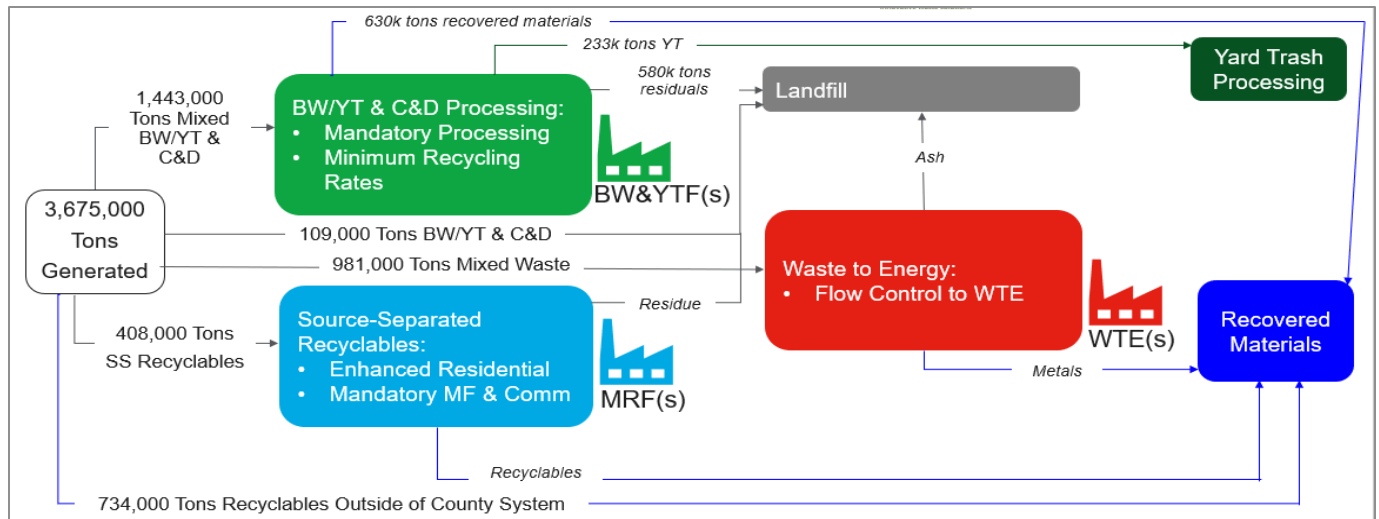 630k tons recovered materials
233k tons YT
Yard Trash
Processing
580k tons
residuals
Landfill
1,443,000
Tons Mixed
BW/YT &
C&D
BW/YT & C&D Processing:
• Mandatory Processing
• Minimum Recycling
Rates
BW&YTF(s)
Ash
3,675,000
Tons
Generated
109,000 Tons BW/YT & C&D
981,000 Tons Mixed Waste
Waste to Energy:
• Flow Control to WTE
WTE(s)
Residue
408,000 Tons
SS Recyclables
Source-Separated
Recyclables:
• Enhanced Residential
• Mandatory MF & Comm
MRF(s)
Metals
Recovered
Materials
Recyclables
734,000 Tons Recyclables Outside of County System